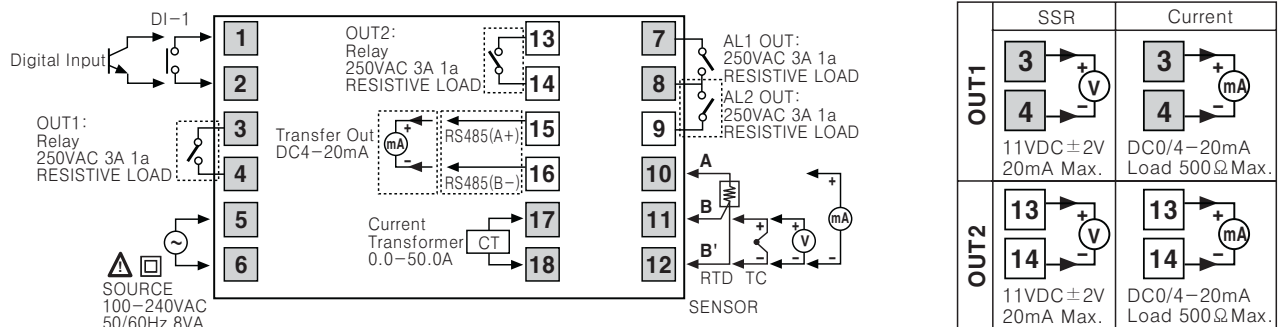 DI-1
Digital Input
1
2
OUT1:
Relay
250VAC 3A 1a
RESISTIVE LOAD
3
4
5
6
~
SOURCE
100-240VAC
50/60Hz 8VA
OUT2:
Relay
250VAC 3A 1a
RESISTIVE LOAD
13
14
Transfer Out
DC4-20mA
+
mA
-
RS485(A+)
RS485(B-)
15
16
Current
Transformer
0.0-50.0A
CT
17
18
7
8
9
AL1 OUT:
250VAC 3A 1a
RESISTIVE LOAD
AL2 OUT:
250VAC 3A 1a
RESISTIVE LOAD
10
11
12
A
B
B'
RTD
+
-
TC
+
V
-
+
mA
-
SENSOR
SSR
Current
OUT1
3
4
+
V
-
11VDC±2V
20mA Max.
3
4
+
mA
-
DC0/4-20mA
Load 500ΩMax.
OUT2
13
14
+
V
-
11VDC±2V
20mA Max.
13
14
+
mA
-
DC0/4-20mA
Load 500ΩMax.